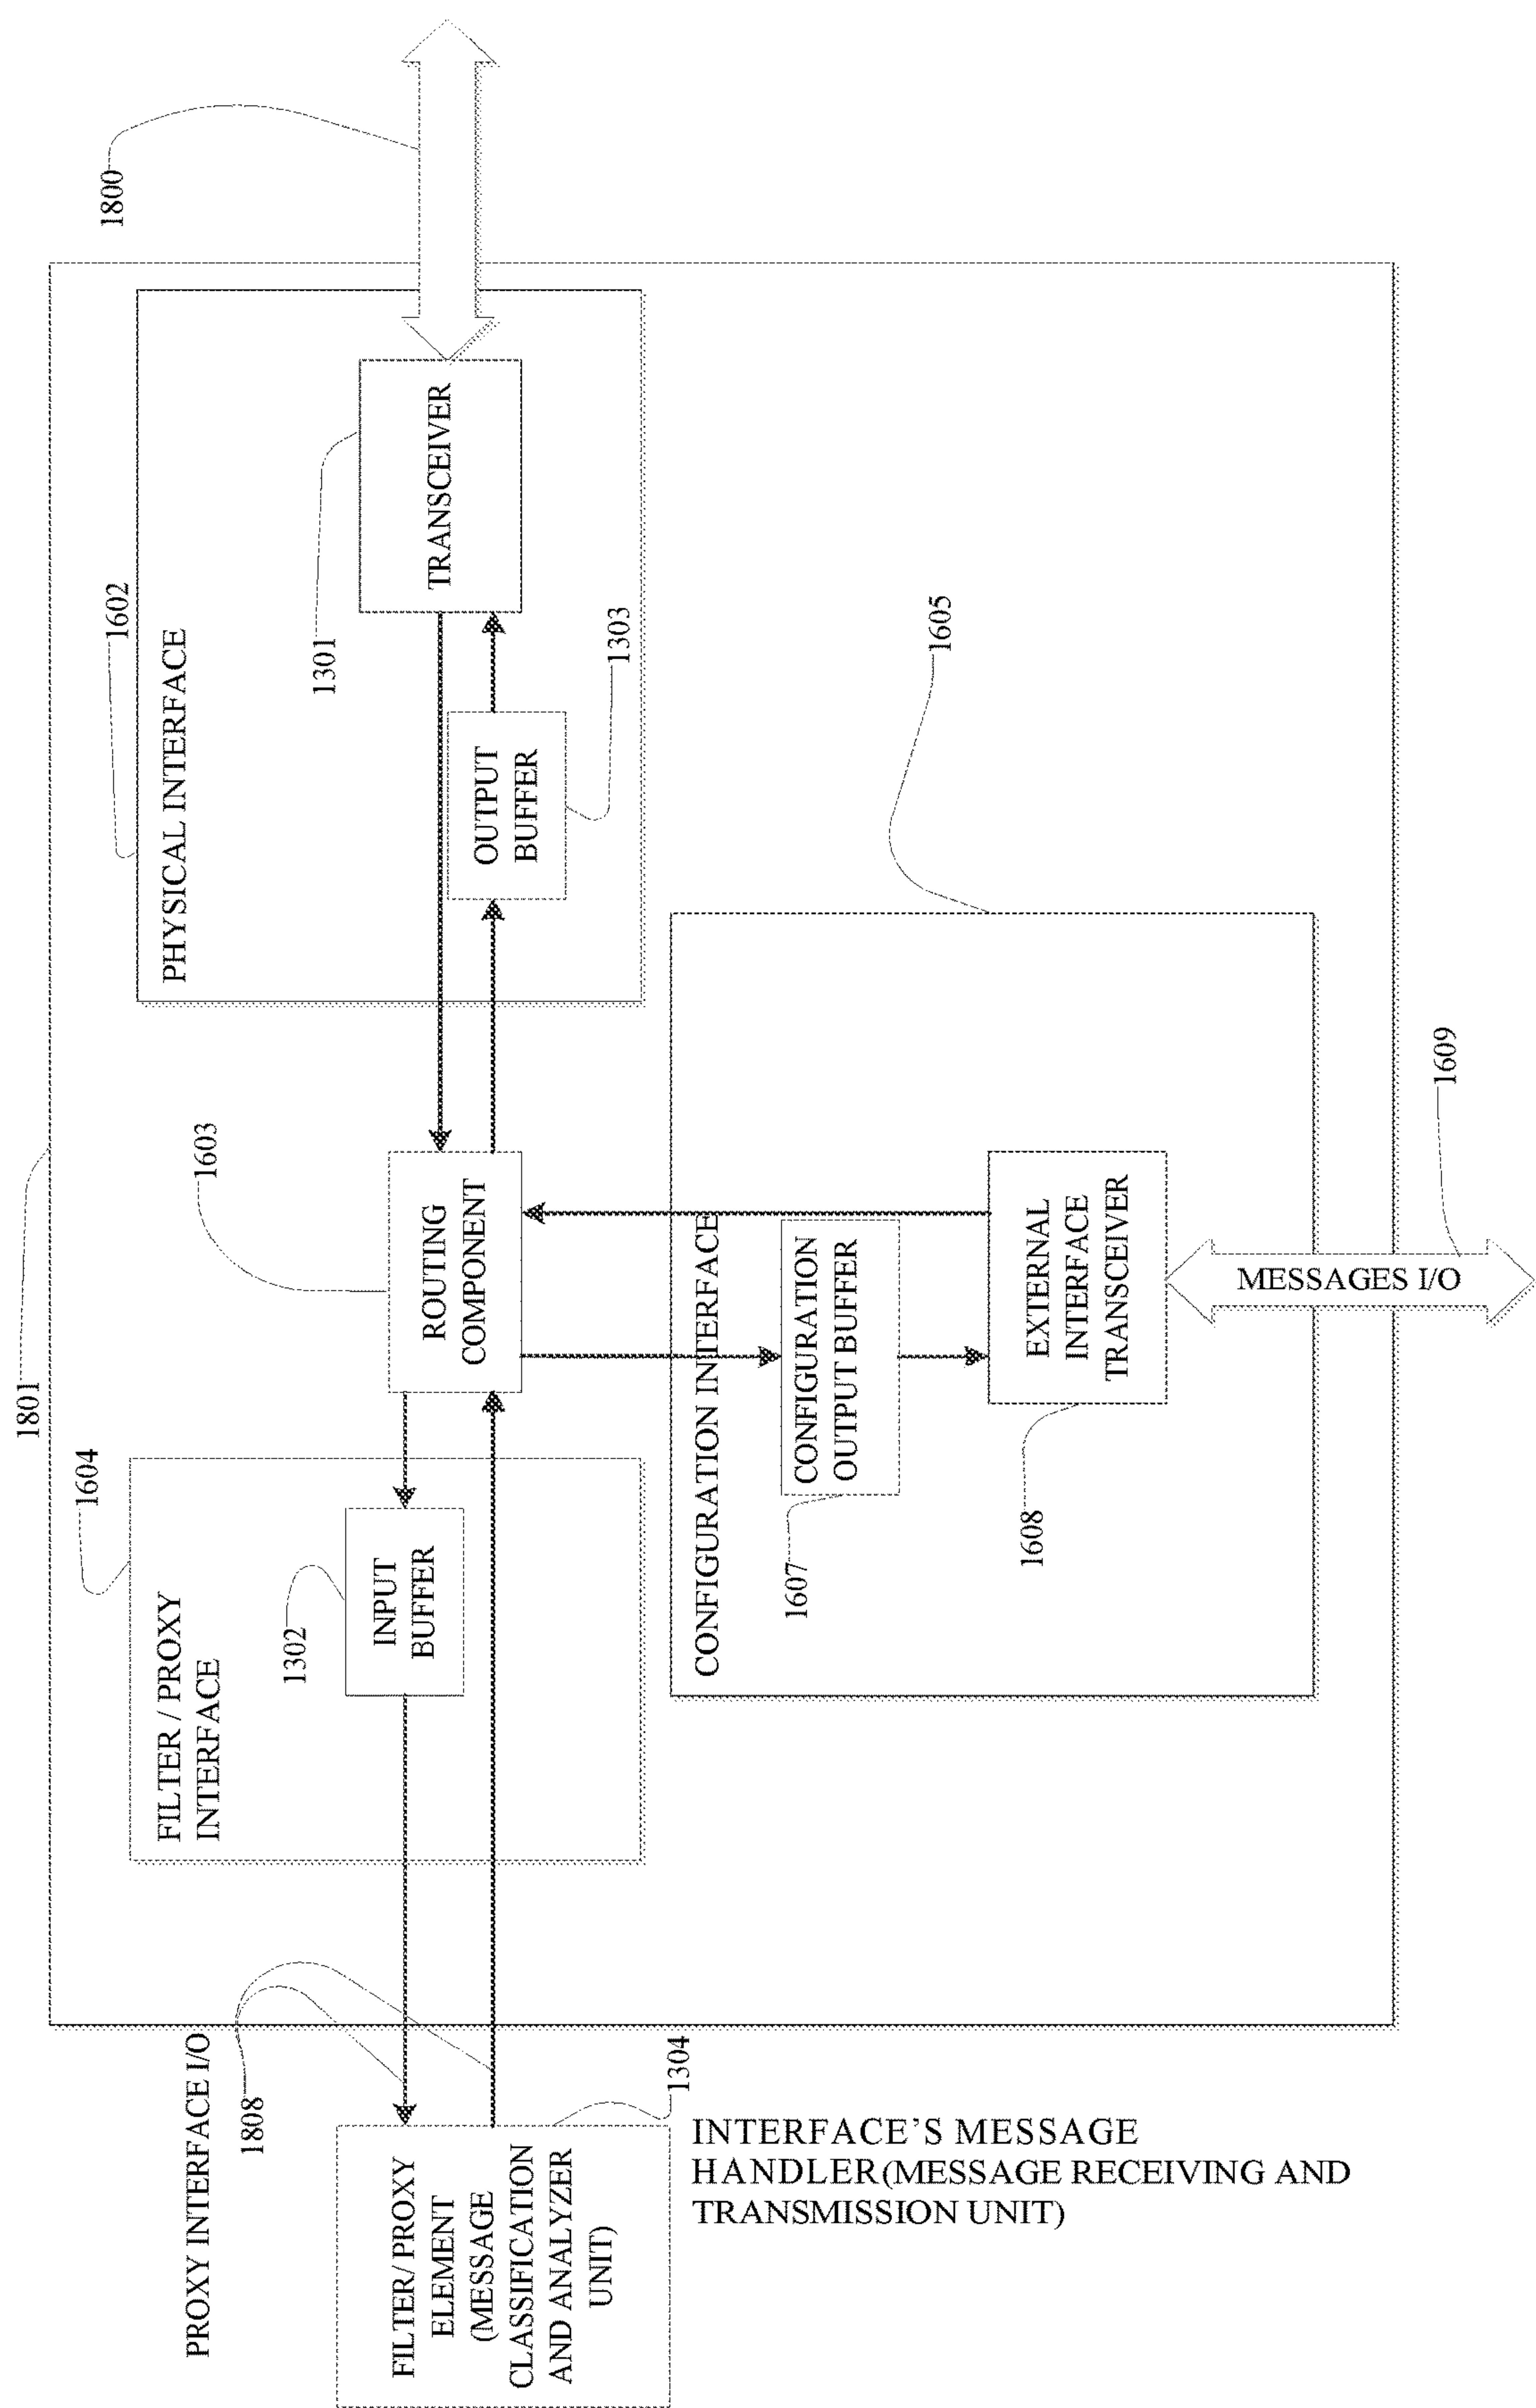 PROXY INTERFACE I/O
1808
FILTER/ PROXY
ELEMENT
(MESSAGE
CLASSIFICATION
AND ANALYZER
UNIT)
1304
INTERFACE'S MESSAGE
HANDLER(MESSAGE RECEIVING AND
TRANSMISSION UNIT)
1801
1604
FILTER / PROXY
INTERFACE
1302
INPUT
BUFFER
1603
ROUTING
COMPONENT
1602
PHYSICAL INTERFACE
1301
TRANSCEIVER
OUTPUT
BUFFER
1303
1800
1605
CONFIGURATION INTERFACE
CONFIGURATION
OUTPUT BUFFER
1607
EXTERNAL
INTERFACE
TRANSCEIVER
1608
MESSAGES I/O
1609